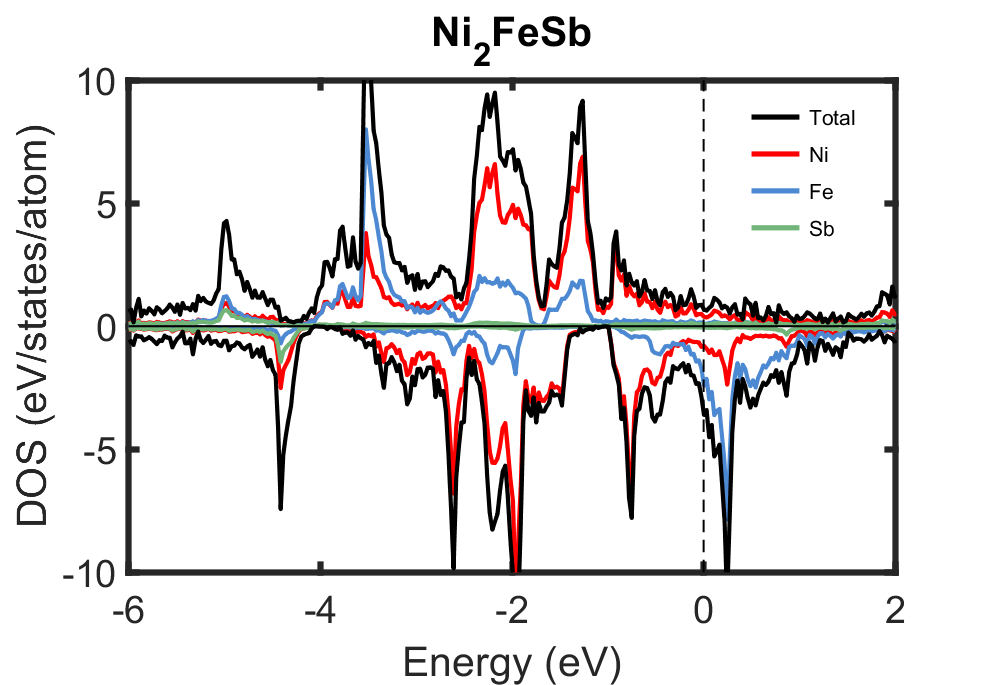 Ni₂FeSb
10
5
0
-5
-10
DOS (eV/states/atom)
Total
Ni
Fe
Sb
-6
-4
-2
0
2
Energy (eV)